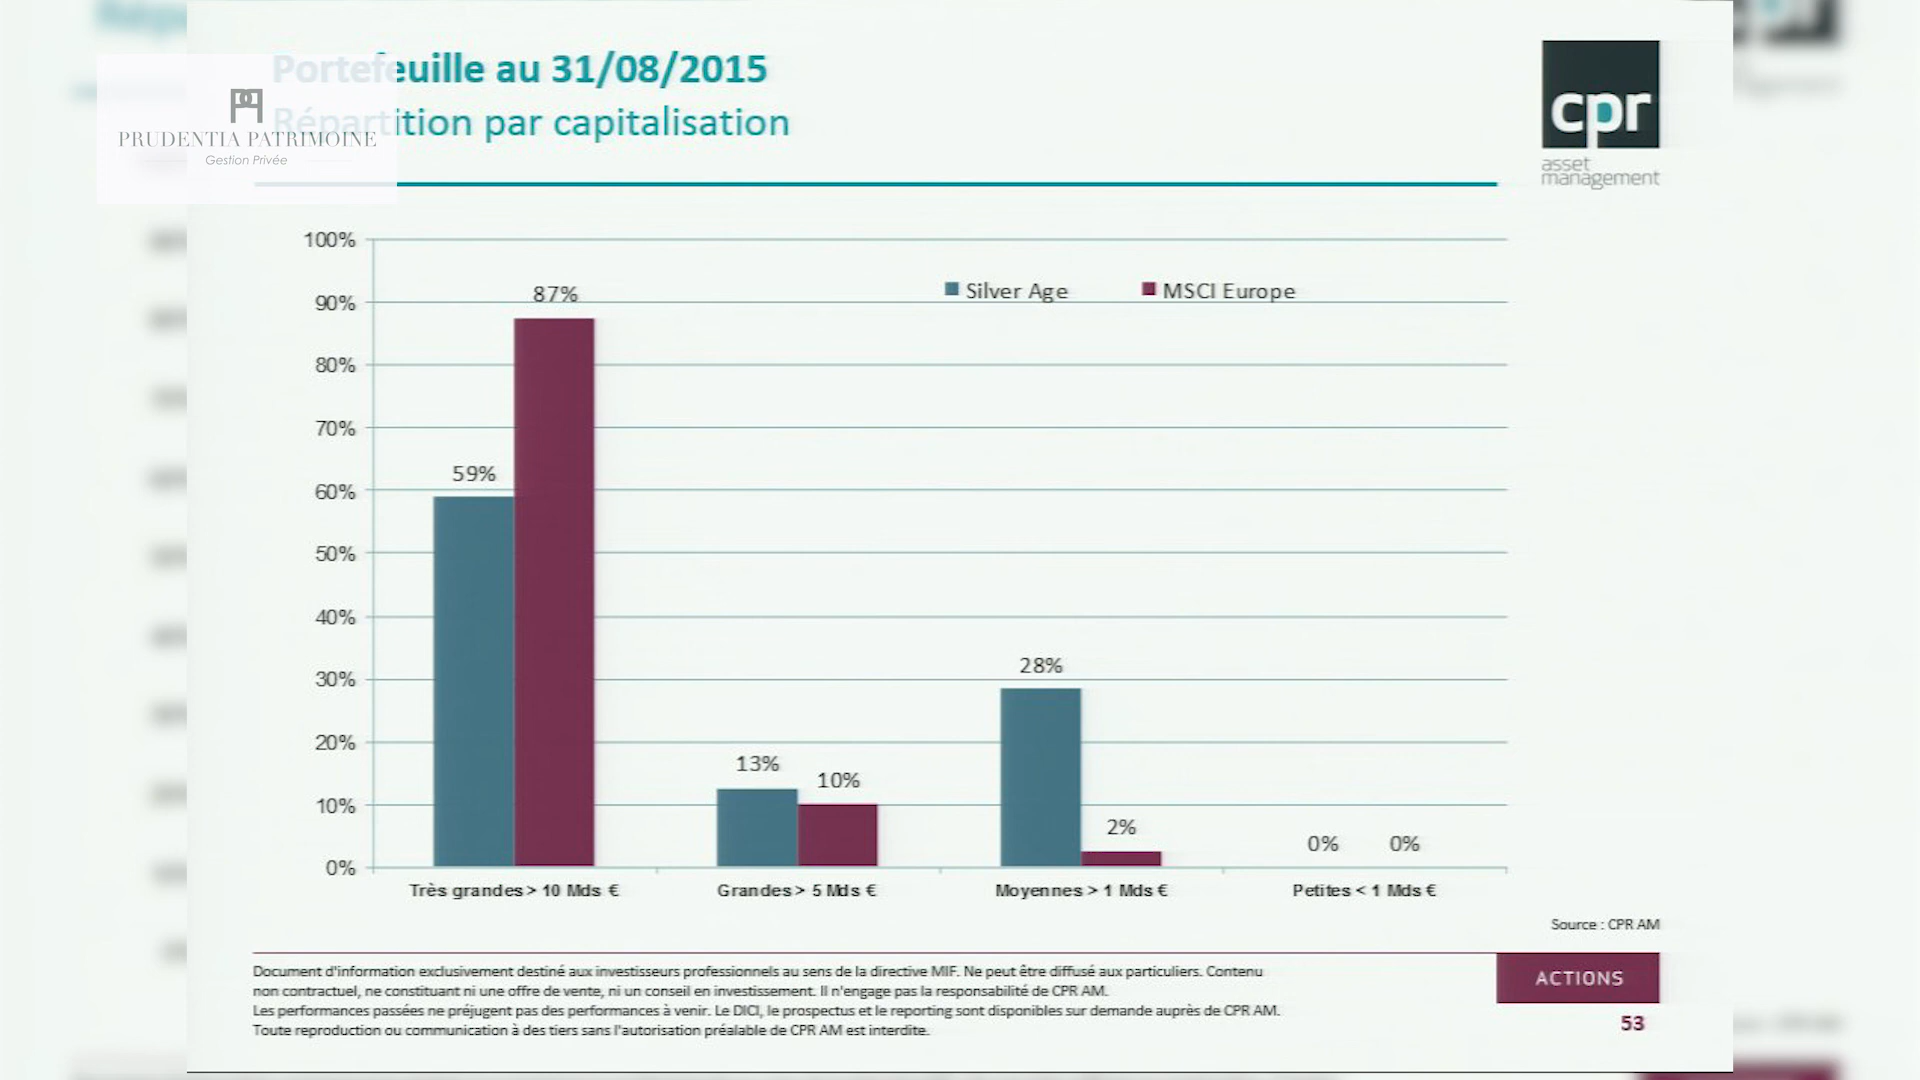 Portefeuille au 31/08/2015
Répartition par capitalisation
PRUDENTIA PATRIMOINE
Gestion Privée
cpr
asset
management
100%
90%
80%
70%
60%
50%
40%
30%
20%
10%
0%
Silver Age
MSCI Europe
59%
87%
13%
10%
28%
2%
0%
0%
Très grandes > 10 Mds €
Grandes > 5 Mds €
Moyennes > 1 Mds €
Petites < 1 Mds €
Source : CPR AM
Document d'information exclusivement destiné aux investisseurs professionnels au sens de la directive MIF. Ne peut être diffusé aux particuliers. Contenu
non contractuel, ne constituant ni une offre de vente, ni un conseil en investissement. Il n'engage pas la responsabilité de CPR AM.
Les performances passées ne préjugent pas des performances à venir. Le DICI, le prospectus et le reporting sont disponibles sur demande auprès de CPR AM.
Toute reproduction ou communication à des tiers sans l'autorisation préalable de CPR AM est interdite.
ACTIONS
53